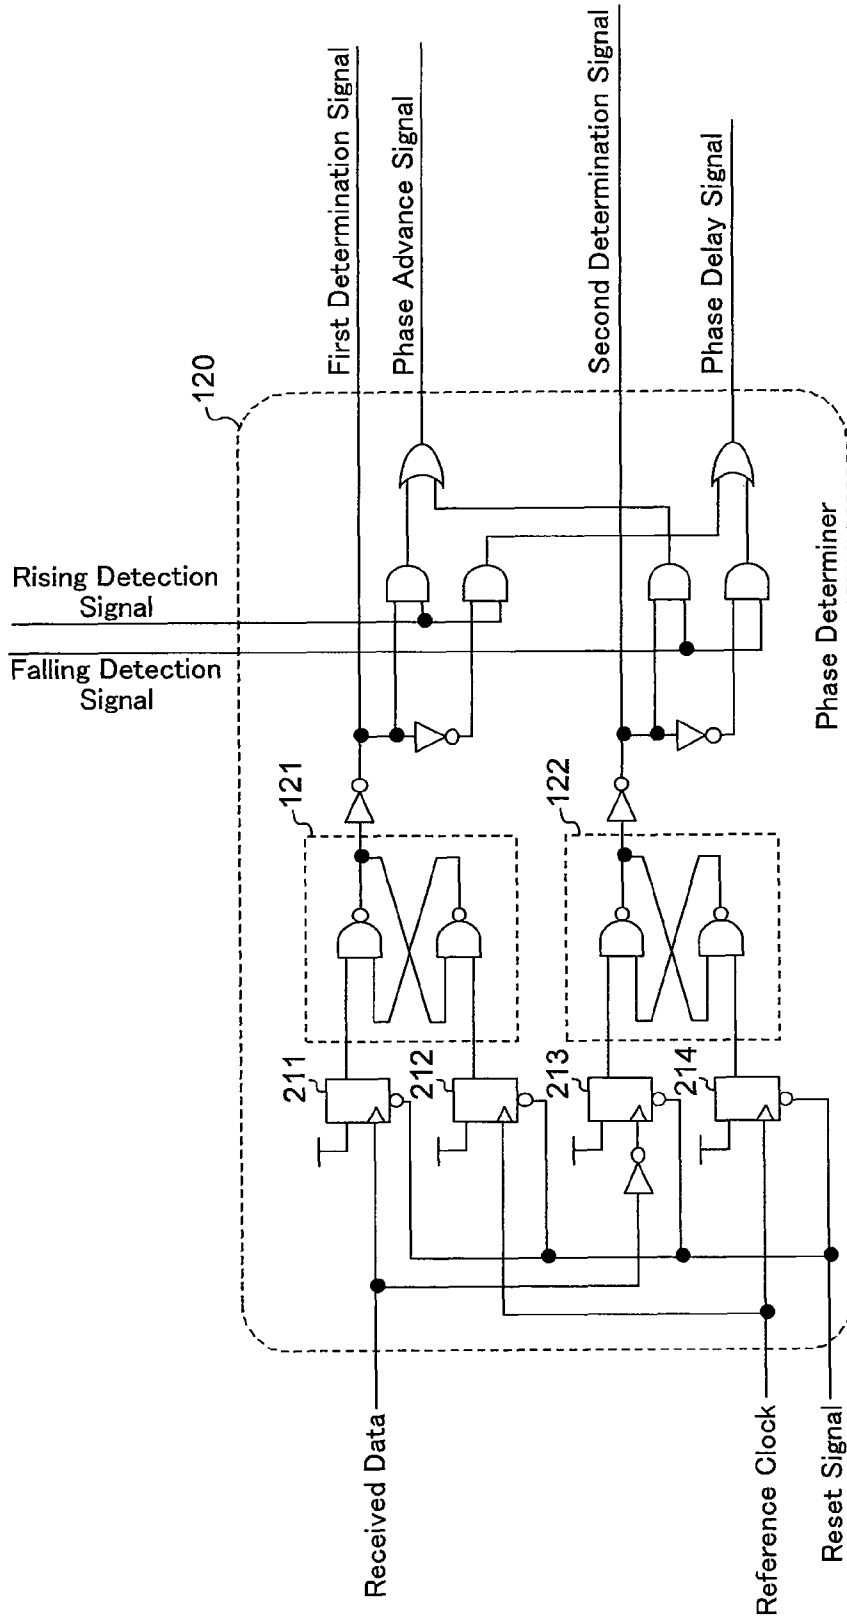 First Determination Signal
Phase Advance Signal
Second Determination Signal
Phase Delay Signal
120
Rising Detection
Signal
Falling Detection
Signal
Phase Determiner
121
122
211
212
213
214
Received Data
Reference Clock
Reset Signal